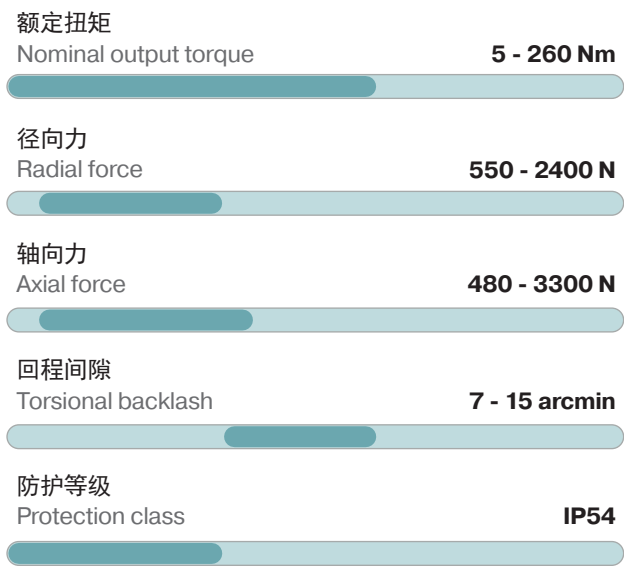 额定扭矩
Nominal output torque 5 - 260 Nm
径向力
Radial force 550 - 2400 N
轴向力
Axial force 480 - 3300 N
回程间隙
Torsional backlash 7 - 15 arcmin
防护等级
Protection class IP54